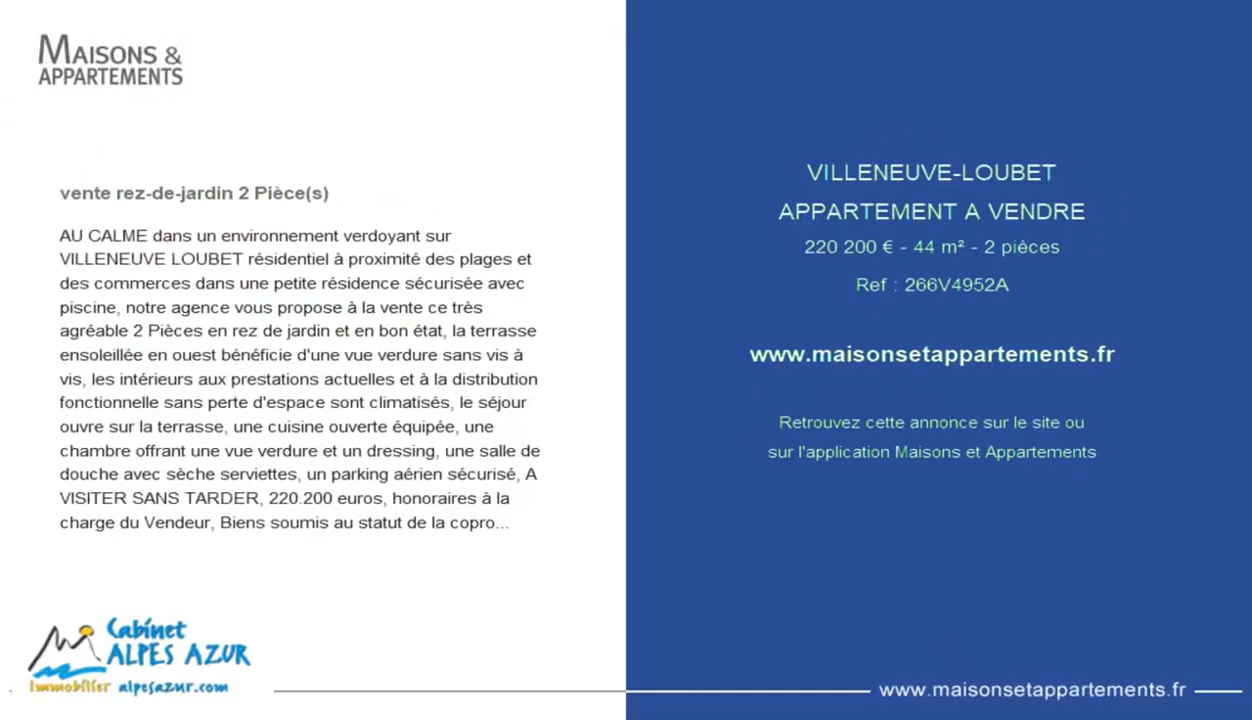 MAISONS &
APPARTEMENTS
vente rez-de-jardin 2 Pièce(s)
AU CALME dans un environnement verdoyant sur
VILLENEUVE LOUBET résidentiel à proximité des plages et
des commerces dans une petite résidence sécurisée avec
piscine, notre agence vous propose à la vente ce très
agréable 2 Pièces en rez de jardin et en bon état, la terrasse
ensoleillée en ouest bénéficie d'une vue verdure sans vis à
vis, les intérieurs aux prestations actuelles et à la distribution
fonctionnelle sans perte d'espace sont climatisés, le séjour
ouvre sur la terrasse, une cuisine ouverte équipée, une
chambre offrant une vue verdure et un dressing, une salle de
douche avec sèche serviettes, un parking aérien sécurisé, A
VISITER SANS TARDER, 220.200 euros, honoraires à la
charge du Vendeur, Biens soumis au statut de la copro...
Cabinet
ALPES AZUR
Immobilier alpesazur.com
VILLENEUVE-LOUBET
APPARTEMENT A VENDRE
220 200 € - 44 m² - 2 pièces
Ref : 266V4952A
www.maisonsetappartements.fr
Retrouvez cette annonce sur le site ou
sur l'application Maisons et Appartements
www.maisonsetappartements.fr